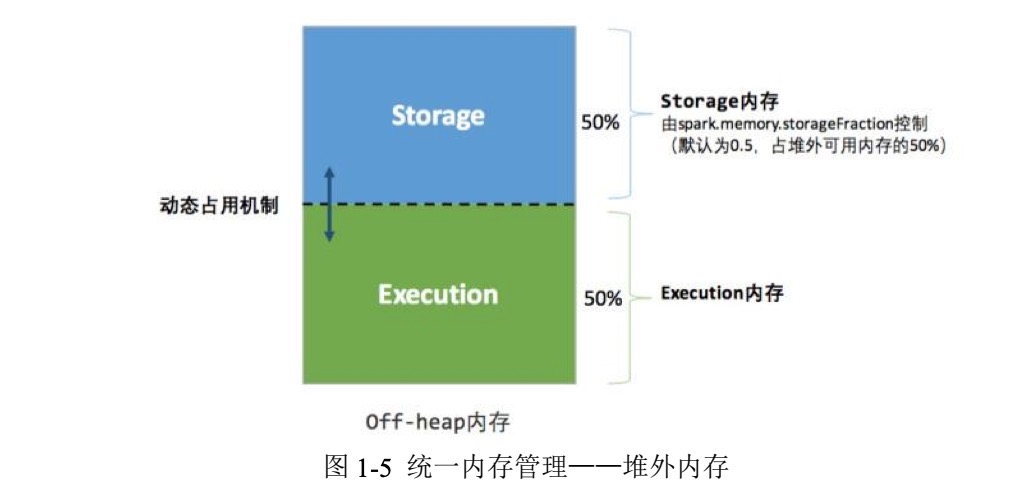 Storage
50%
Storage内存
由spark.memory.storageFraction控制
（默认为0.5，占堆外可用内存的50%）
动态占用机制
Execution
50%
Execution内存
Off-heap内存
图 1-5 统一内存管理——堆外内存